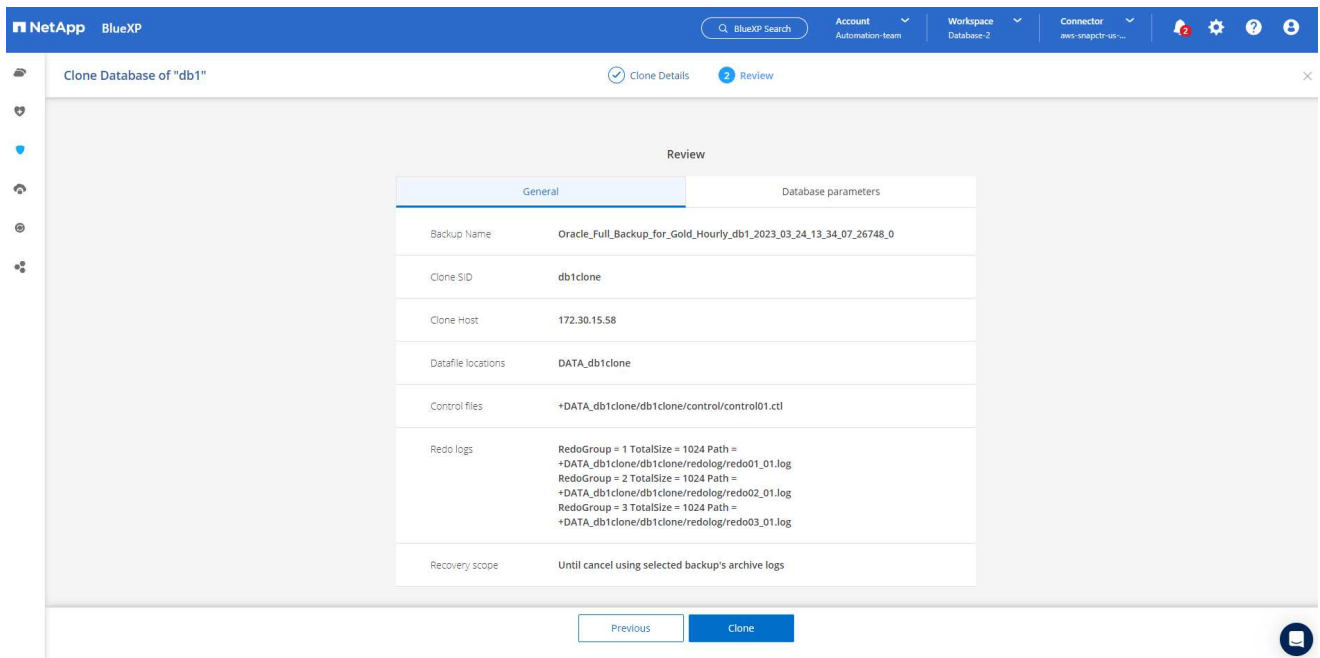 NetApp BlueXP
BlueXP Search
Account
Automation-team
Workspace
Database-2
Connector
aws-snapctr-us-...
2
Clone Database of "db1"
Clone Details
2 Review
Review
General
Database parameters
Backup Name Oracle_Full_Backup_for_Gold_Hourly_db1_2023_03_24_13_34_07_26748_0
Clone SID db1clone
Clone Host 172.30.15.58
Datafile locations DATA_db1clone
Control files +DATA_db1clone/db1clone/control/control01.ctl
Redo logs RedoGroup = 1 TotalSize = 1024 Path =
+DATA_db1clone/db1clone/redolog/redo01_01.log
RedoGroup = 2 TotalSize = 1024 Path =
+DATA_db1clone/db1clone/redolog/redo02_01.log
RedoGroup = 3 TotalSize = 1024 Path =
+DATA_db1clone/db1clone/redolog/redo03_01.log
Recovery scope Until cancel using selected backup's archive logs
Previous
Clone